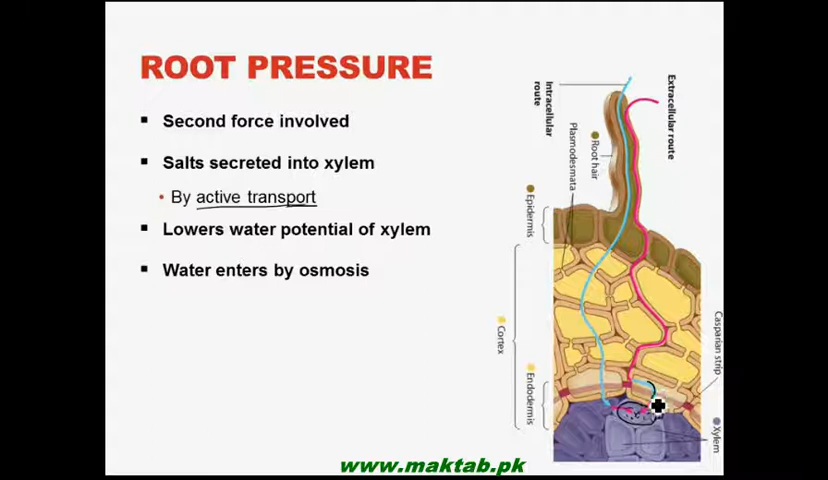 ROOT PRESSURE
Second force involved
Salts secreted into xylem
By active transport
Lowers water potential of xylem
Water enters by osmosis
Extracellular route
Intracellular
route
Plasmodesmata
Root hair
Epidermis
Cortex
Endodermis
Casparian strip
Xylem
www.maktab.pk